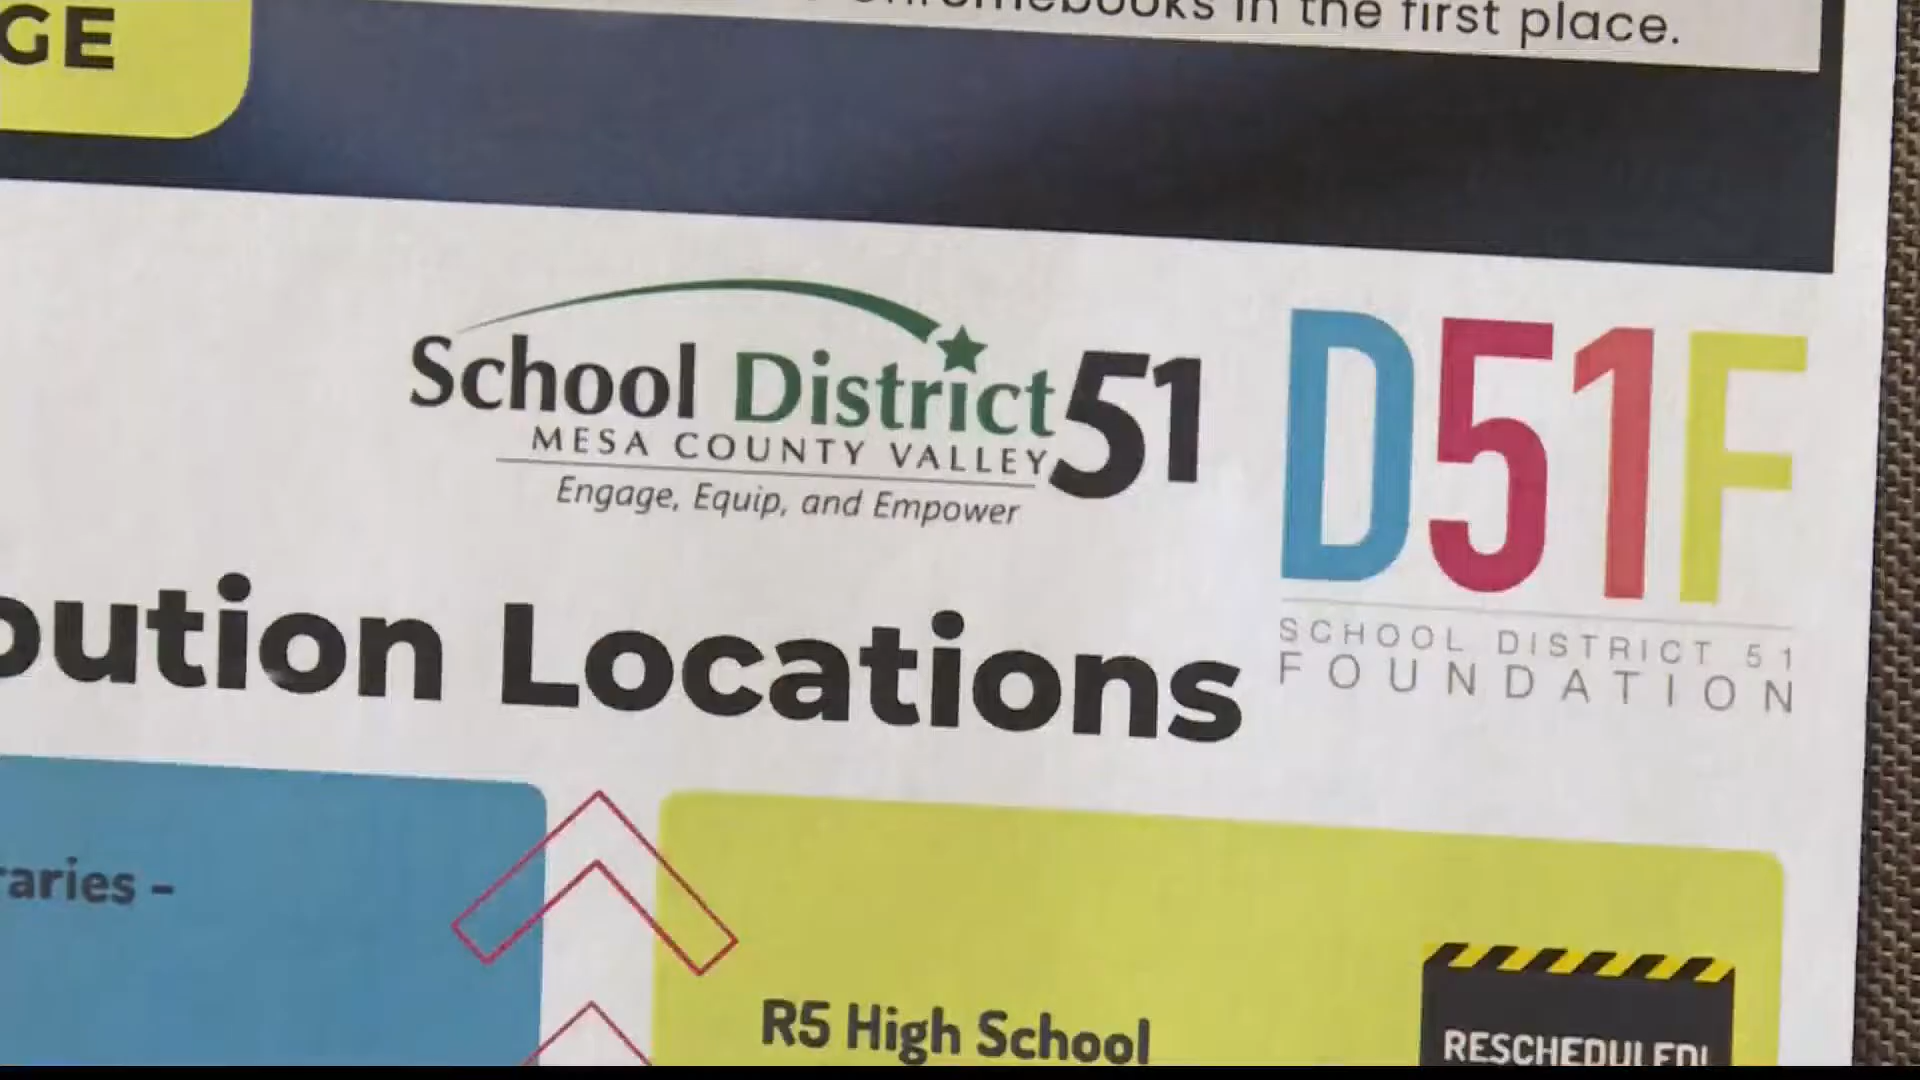 GE
Chromebooks in the first place.
School District 51
MESA COUNTY VALLEY
Engage, Equip, and Empower
D51F
SCHOOL DISTRICT 51
FOUNDATION
bution Locations
raries –
R5 High School
RESCHEDULED!